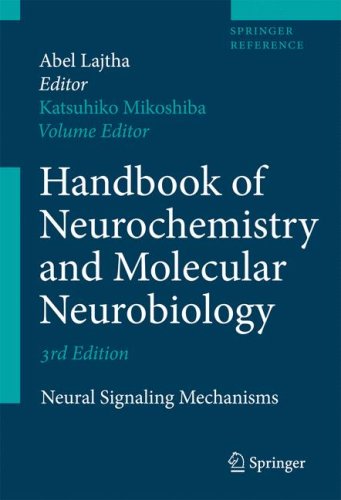 SPRINGER
REFERENCE
Abel Lajtha
Editor
Katsuhiko Mikoshiba
Volume Editor
Handbook of
Neurochemistry
and Molecular
Neurobiology
3rd Edition
Neural Signaling Mechanisms
Springer